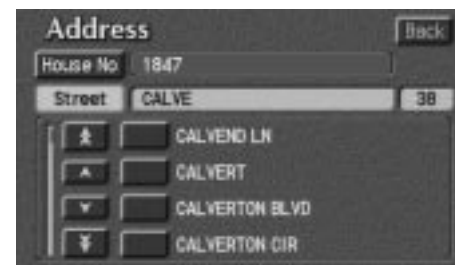 Address Back
House No 1847
Street CALVE 38
CALVEND LN
CALVERT
CALVERTON BLVD
CALVERTON CIR